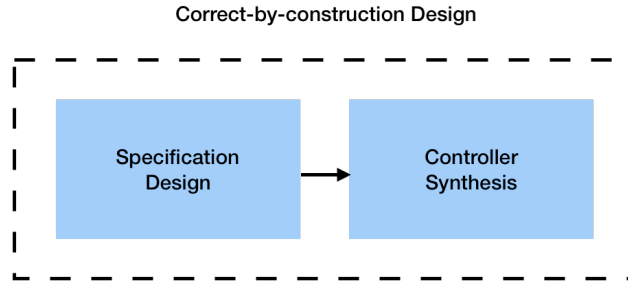 Correct-by-construction Design
Specification
Design
Controller
Synthesis